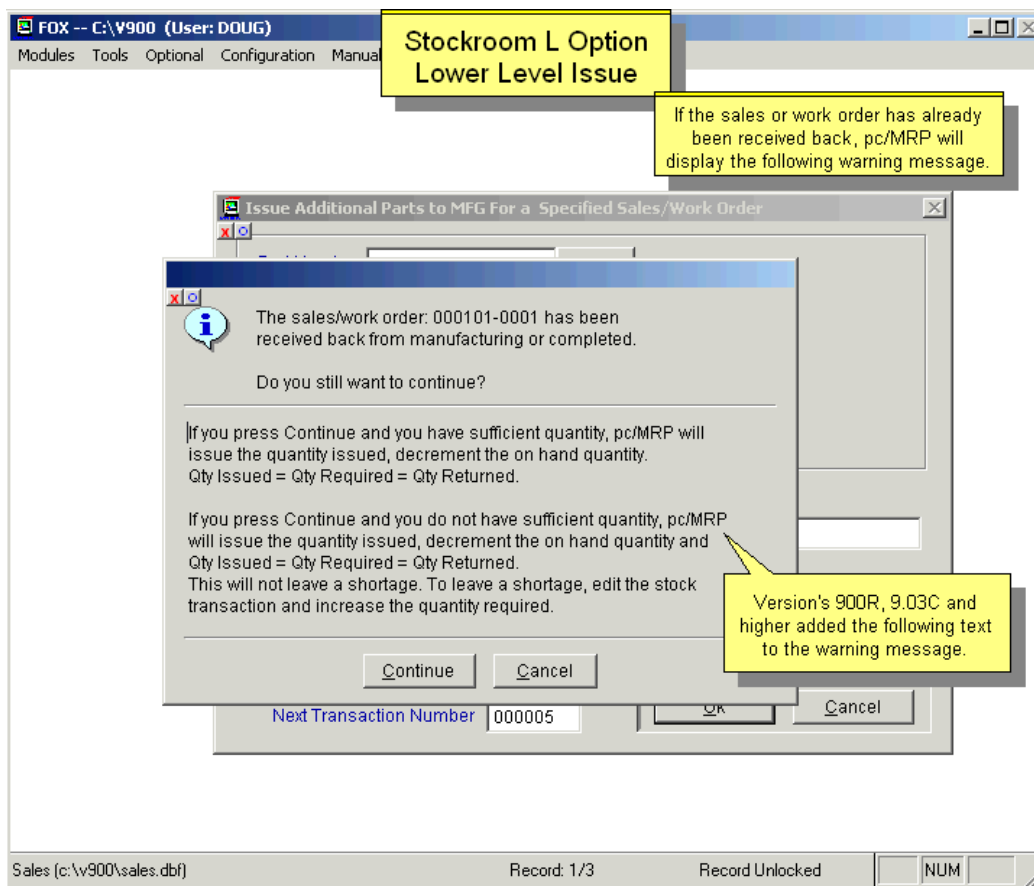 FOX -- C:\V900 (User: DOUG)
Modules Tools Optional Configuration Manual
Stockroom L Option
Lower Level Issue
If the sales or work order has already
been received back, pc/MRP will
display the following warning message.
Issue Additional Parts to MFG For a Specified Sales/Work Order
The sales/work order: 000101-0001 has been
received back from manufacturing or completed.
Do you still want to continue?
If you press Continue and you have sufficient quantity, pc/MRP will
issue the quantity issued, decrement the on hand quantity.
Qty Issued = Qty Required = Qty Returned.
If you press Continue and you do not have sufficient quantity, pc/MRP
will issue the quantity issued, decrement the on hand quantity and
Qty Issued = Qty Required = Qty Returned.
This will not leave a shortage. To leave a shortage, edit the stock
transaction and increase the quantity required.
Version's 900R, 9.03C and
higher added the following text
to the warning message.
Continue Cancel
Next Transaction Number 000005 Ok Cancel
Sales (c:\v900\sales.dbf) Record: 1/3 Record Unlocked NUM